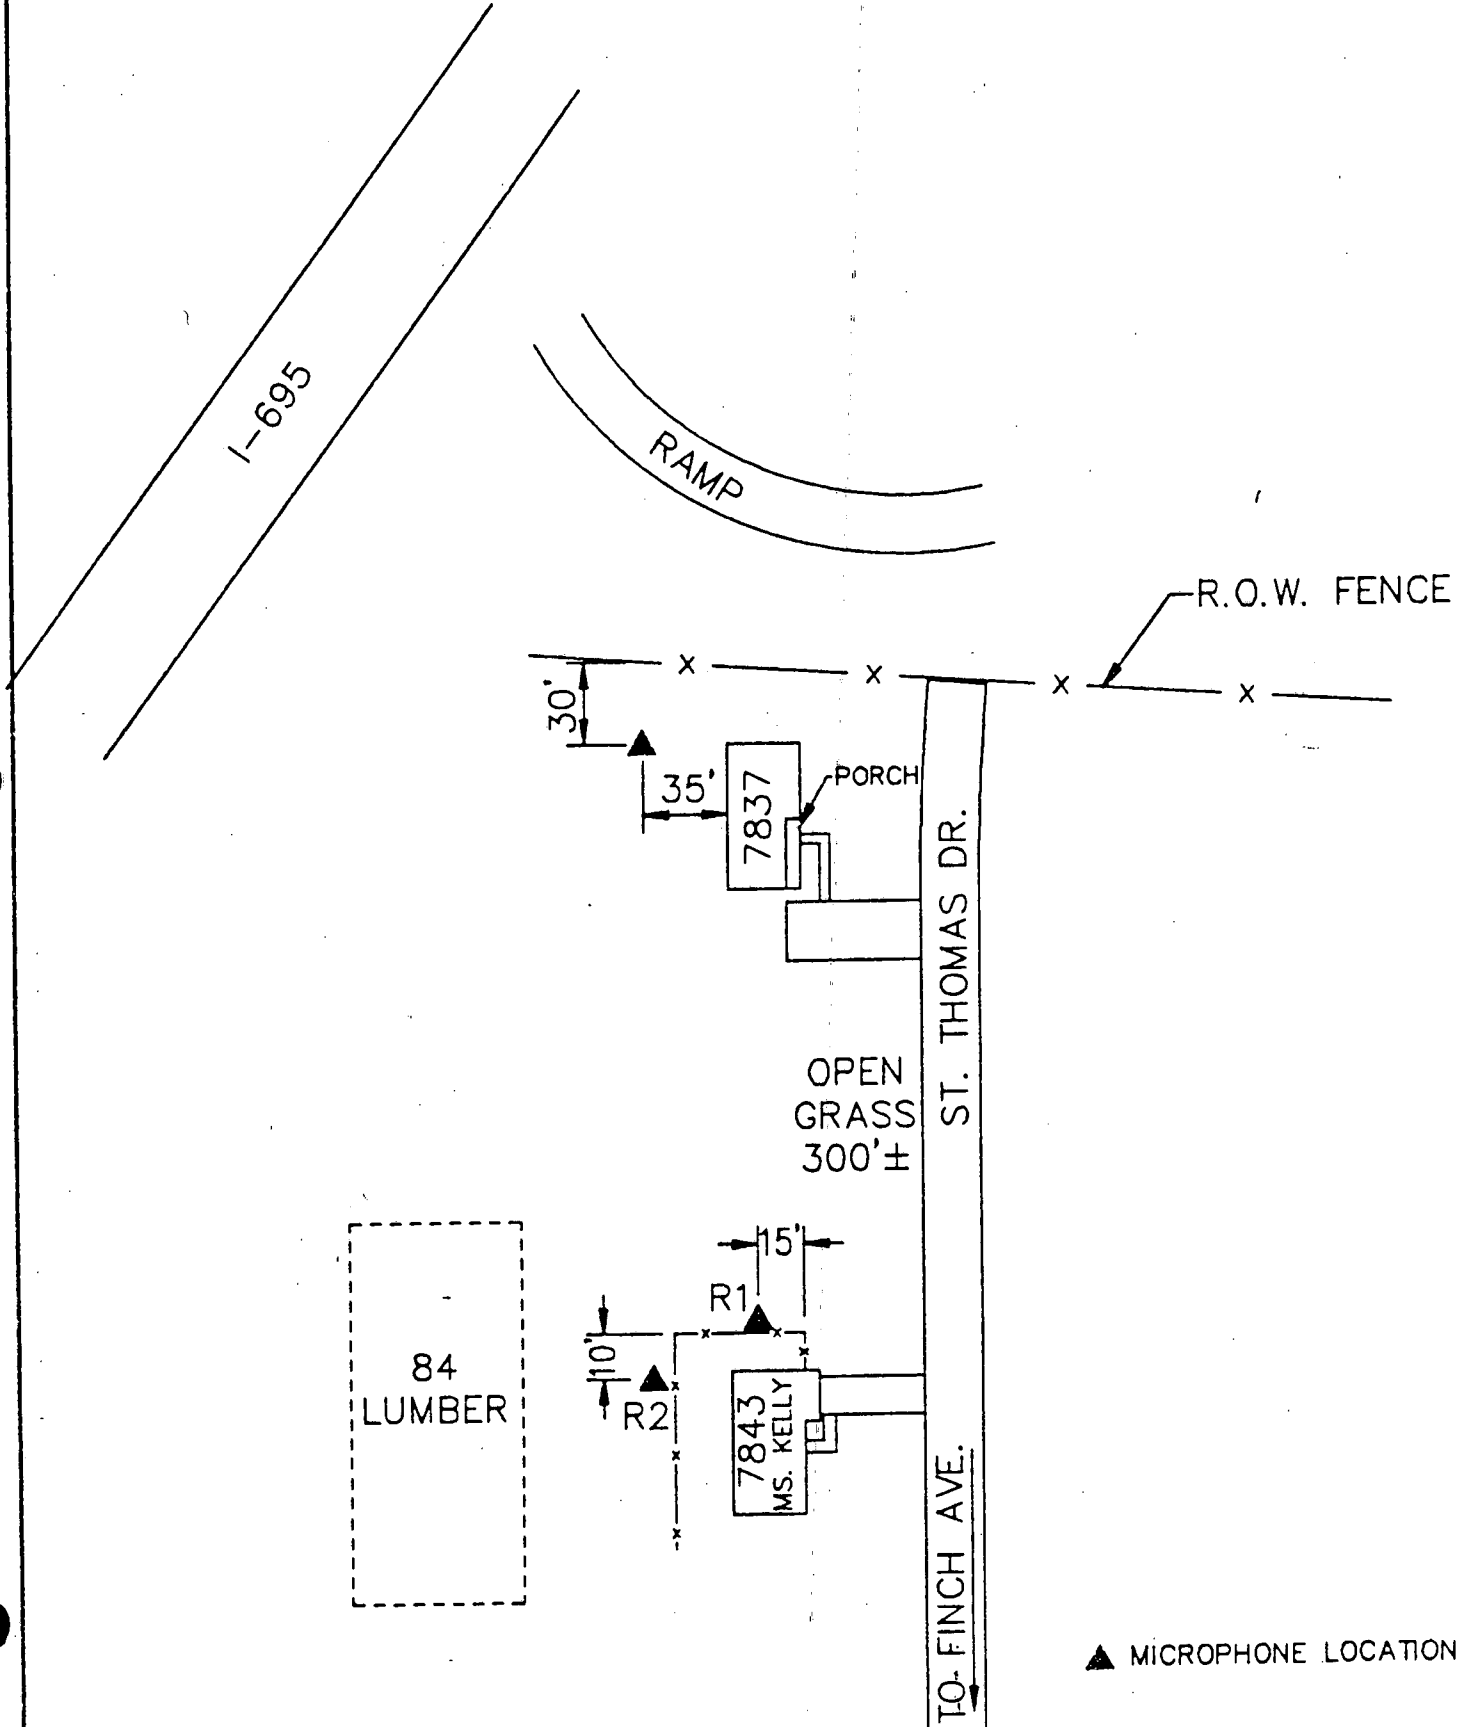 I-695
RAMP
R.O.W. FENCE
X X X X
30'
35'
7837
PORCH
ST. THOMAS DR.
OPEN
GRASS
300'±
15'
R1
10'
R2
84
LUMBER
7843
MS. KELLY
TO FINCH AVE.
MICROPHONE LOCATION